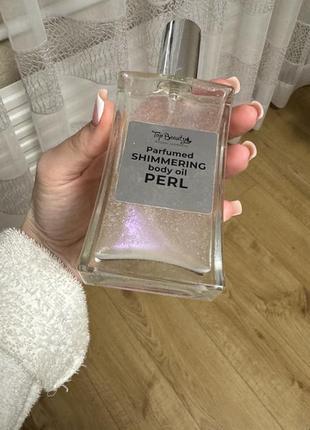 Top Beauty
Parfumed
SHIMMERING
body oil
PERL